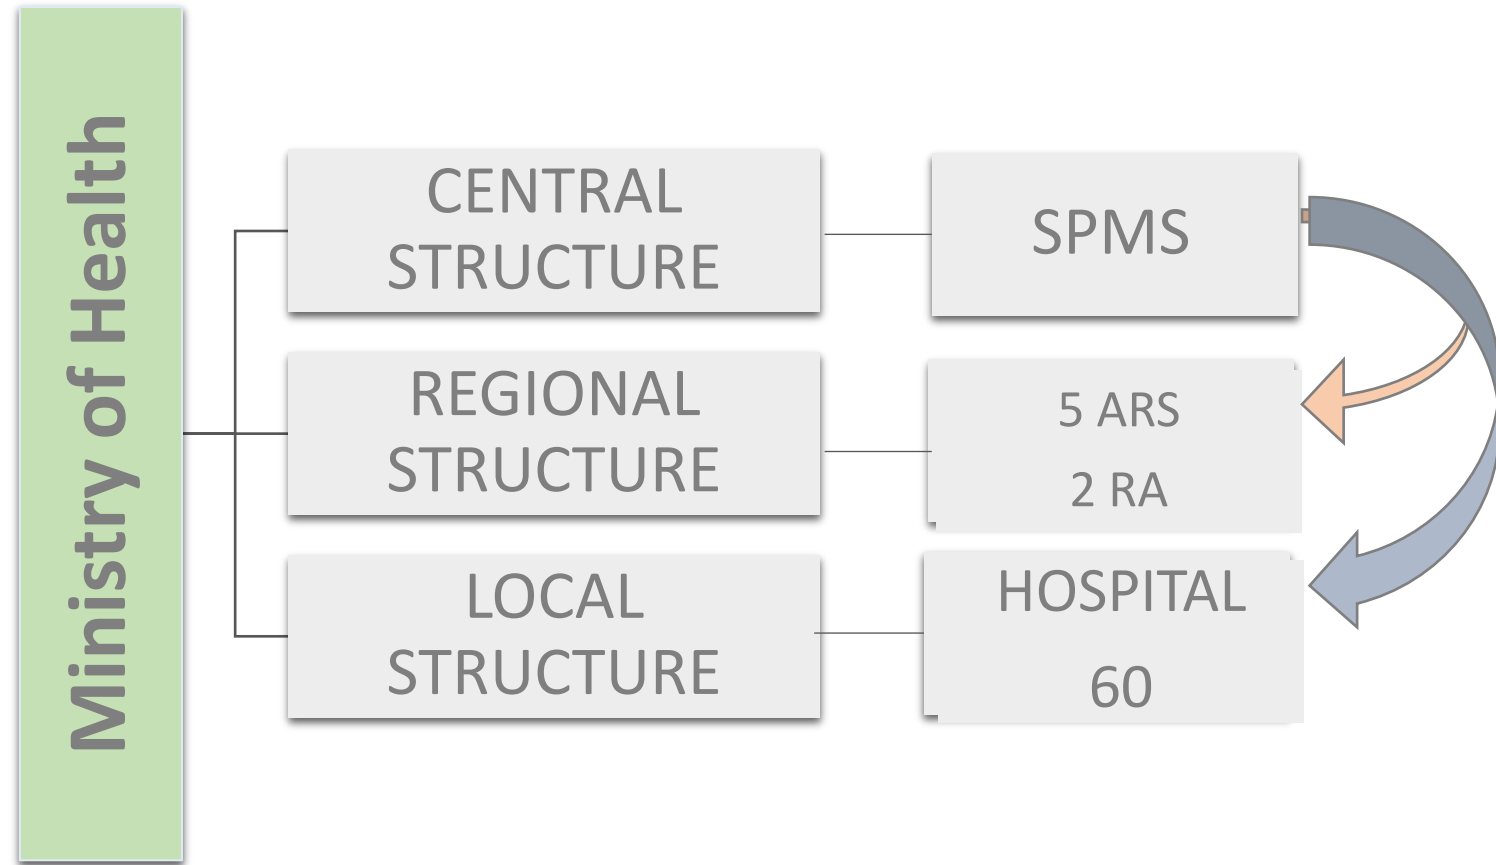 Ministry of Health
CENTRAL
STRUCTURE
SPMS
REGIONAL
STRUCTURE
5 ARS
2 RA
LOCAL
STRUCTURE
HOSPITAL
60